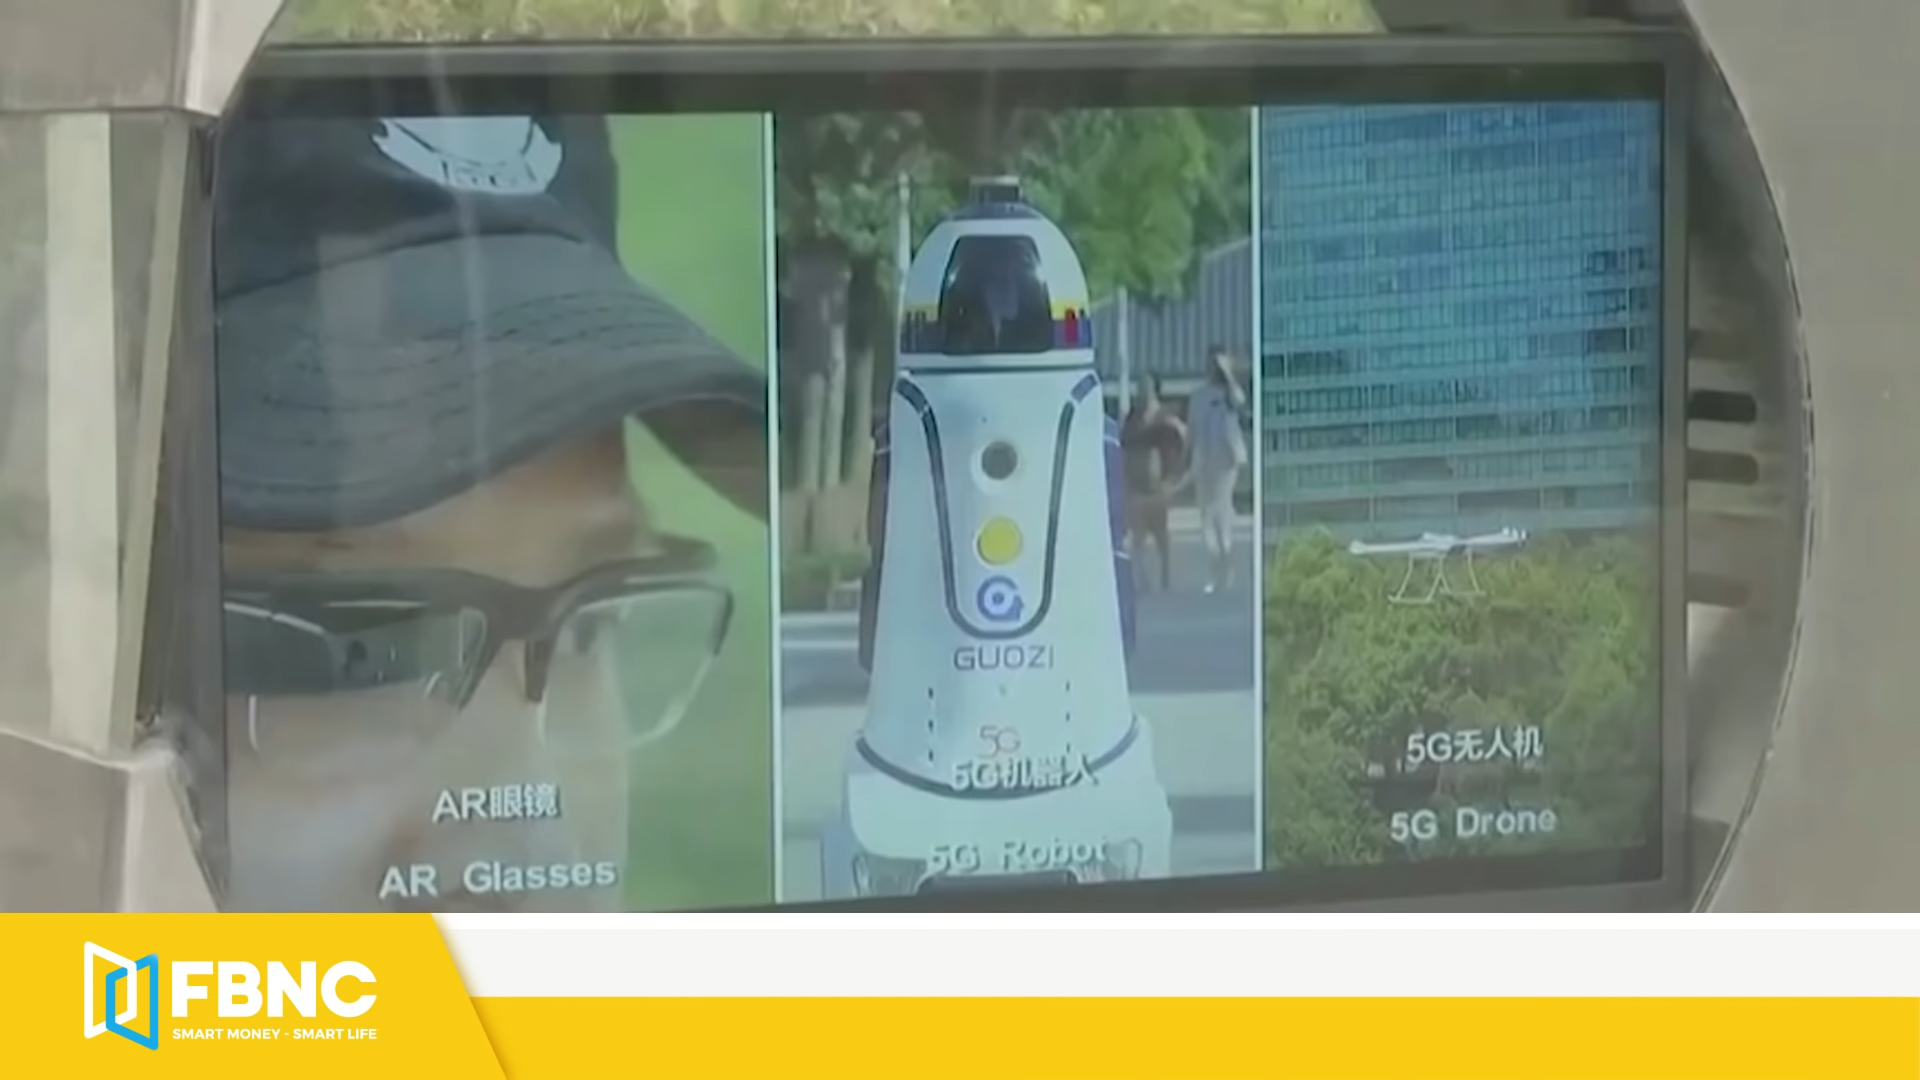 AR眼镜
AR Glasses
GUOZI
5G
5G机器人
5G Robot
5G无人机
5G Drone
FBNC
SMART MONEY - SMART LIFE